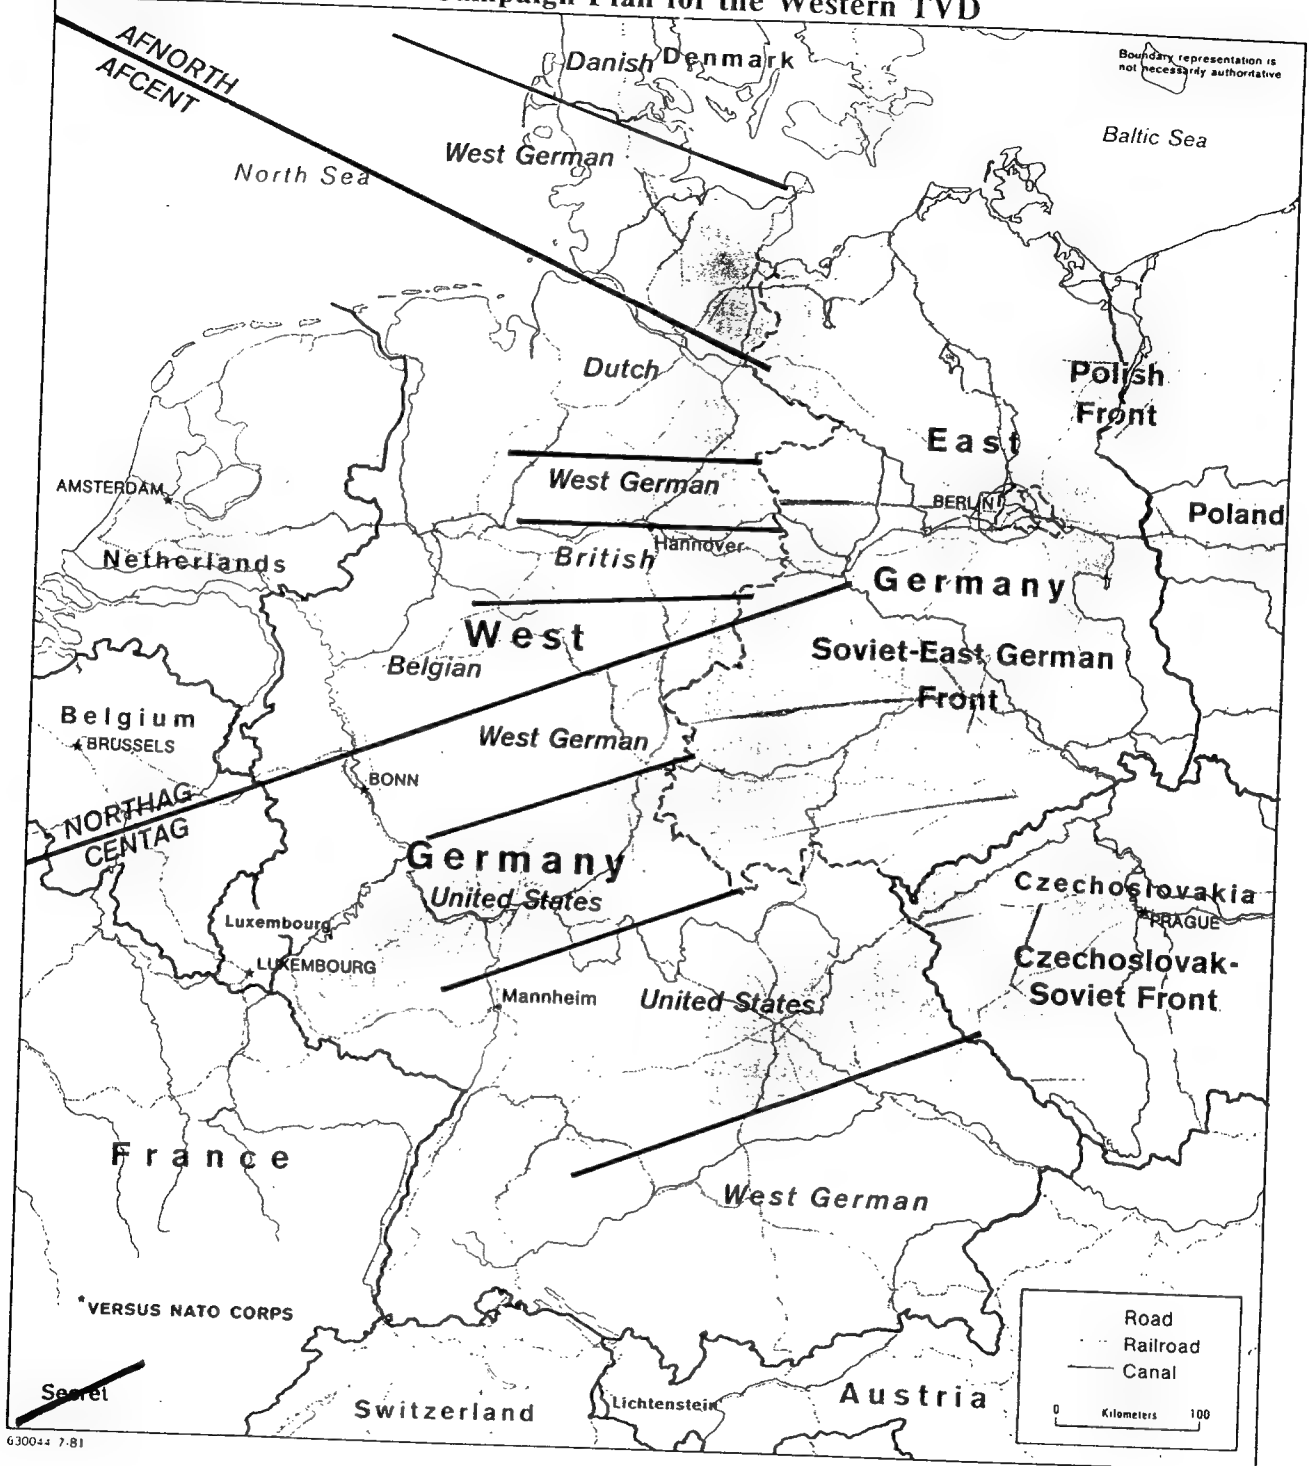 Plan for the Western TVD
AFNORTH
AFCENT
Danish
Denmark
Boundary representation is
not necessarily authoritative
Baltic Sea
West German
North Sea
Dutch
Polish
Front
East
West German
AMSTERDAM
BERLIN
Poland
Hannover
British
Netherlands
Germany
West
Soviet-East German
Front
Belgian
Belgium
BRUSSELS
West German
BONN
NORTHAG
CENTAG
Germany
United States
Czechoslovakia
PRAGUE
Luxembourg
LUXEMBOURG
Czechoslovak-
Soviet Front
Mannheim
United States
France
West German
*VERSUS NATO CORPS
Road
Railroad
Canal
0 Kilometers 100
Secret
Switzerland
Lichtenstein
Austria
630044 7-81